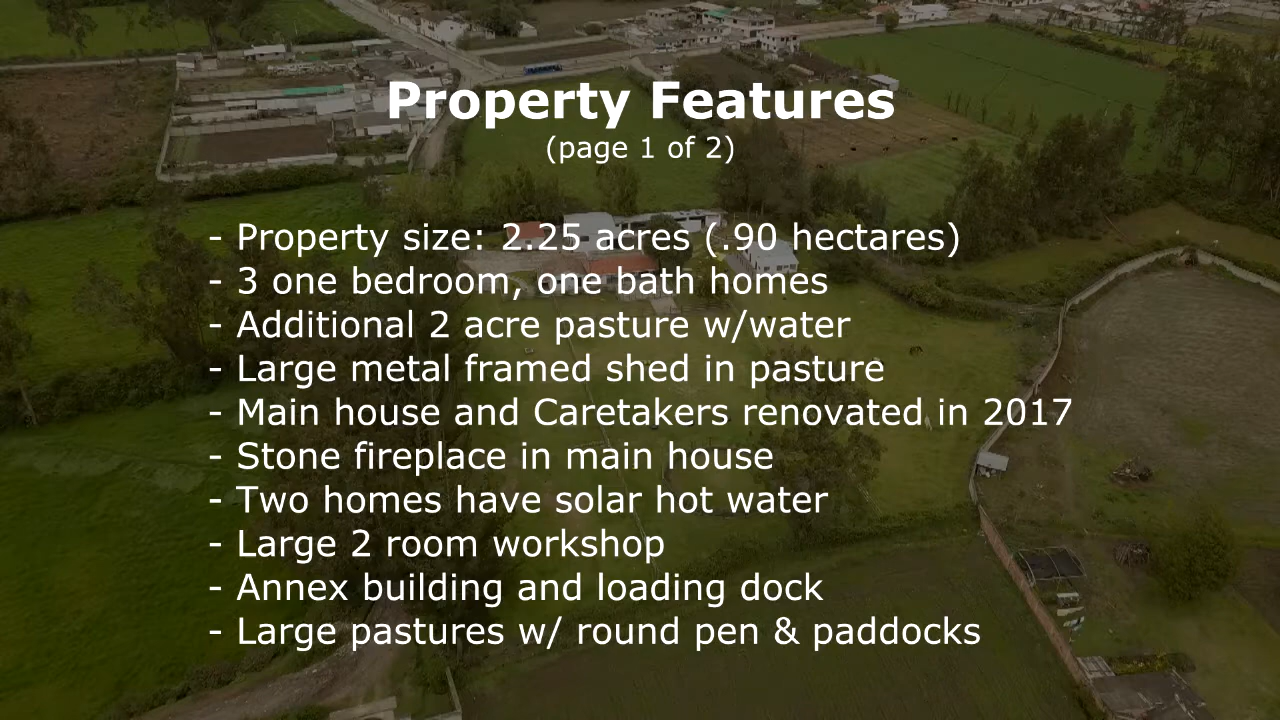 Property Features
(page 1 of 2)
- Property size: 2.25 acres (.90 hectares)
- 3 one bedroom, one bath homes
- Additional 2 acre pasture w/water
- Large metal framed shed in pasture
- Main house and Caretakers renovated in 2017
- Stone fireplace in main house
- Two homes have solar hot water
- Large 2 room workshop
- Annex building and loading dock
- Large pastures w/ round pen & paddocks